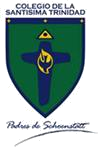 COLEGIO DE LA
SANTISIMA TRINIDAD
Padres de Schoenstatt